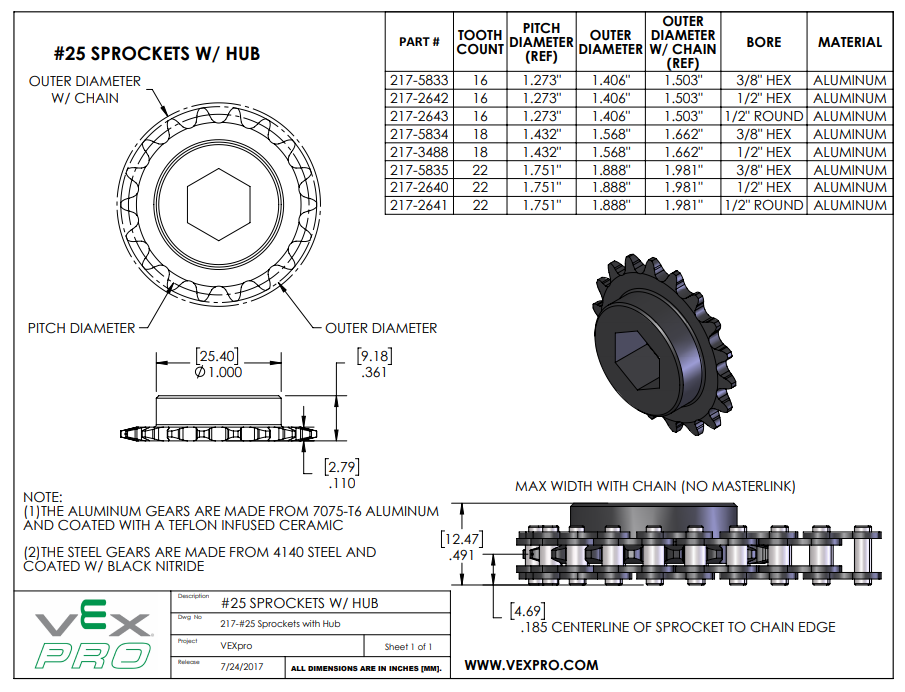 #25 SPROCKETS W/ HUB
OUTER DIAMETER
W/ CHAIN
PITCH DIAMETER
OUTER DIAMETER
PART # TOOTH COUNT PITCH DIAMETER (REF) OUTER DIAMETER OUTER DIAMETER W/ CHAIN (REF) BORE MATERIAL
217-5833 16 1.273" 1.406" 1.503" 3/8" HEX ALUMINUM
217-2642 16 1.273" 1.406" 1.503" 1/2" HEX ALUMINUM
217-2643 16 1.273" 1.406" 1.503" 1/2" ROUND ALUMINUM
217-5834 18 1.432" 1.568" 1.662" 3/8" HEX ALUMINUM
217-3488 18 1.432" 1.568" 1.662" 1/2" HEX ALUMINUM
217-5835 22 1.751" 1.888" 1.981" 3/8" HEX ALUMINUM
217-2640 22 1.751" 1.888" 1.981" 1/2" HEX ALUMINUM
217-2641 22 1.751" 1.888" 1.981" 1/2" ROUND ALUMINUM
[25.40]
Ø 1.000
[9.18]
.361
[2.79]
.110
NOTE:
(1)THE ALUMINUM GEARS ARE MADE FROM 7075-T6 ALUMINUM
AND COATED WITH A TEFLON INFUSED CERAMIC
(2)THE STEEL GEARS ARE MADE FROM 4140 STEEL AND
COATED W/ BLACK NITRIDE
MAX WIDTH WITH CHAIN (NO MASTERLINK)
[12.47]
.491
[4.69]
.185 CENTERLINE OF SPROCKET TO CHAIN EDGE
VEX
PRO
Description
#25 SPROCKETS W/ HUB
Dwg No
217-#25 Sprockets with Hub
Project
VEXpro
Sheet 1 of 1
Release
7/24/2017
ALL DIMENSIONS ARE IN INCHES [MM].
WWW.VEXPRO.COM